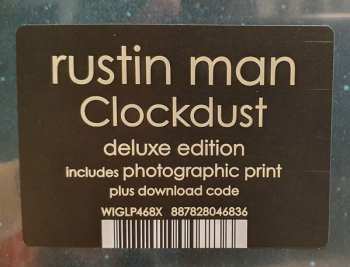 rustin man
Clockdust
deluxe edition
includes photographic print
plus download code
WIGLP468X 887828046836